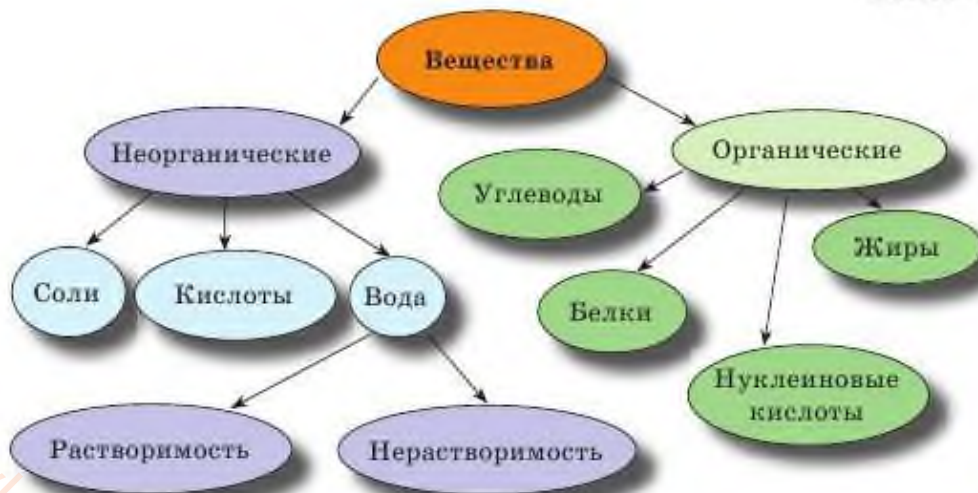 Вещества
Неорганические
Органические
Углеводы
Жиры
Соли
Кислоты
Вода
Белки
Нуклеиновые
кислоты
Растворимость
Нерастворимость